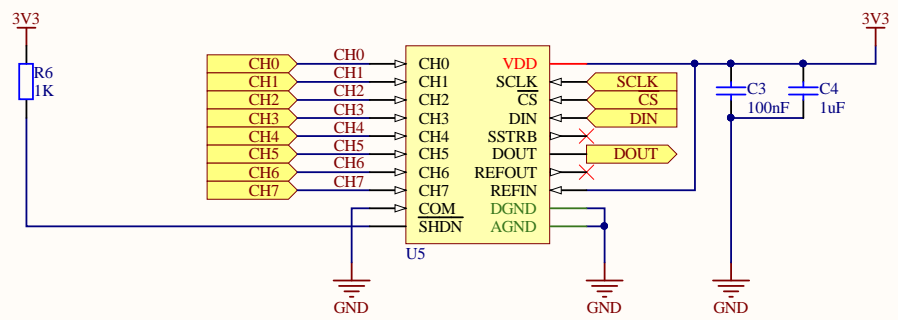 3V3
3V3
R6
1K
CH0
CH1
CH2
CH3
CH4
CH5
CH6
CH7
CH0
CH1
CH2
CH3
CH4
CH5
CH6
CH7
CH0
CH1
CH2
CH3
CH4
CH5
CH6
CH7
COM
SHDN
VDD
SCLK
CS
DIN
SSTRB
DOUT
REFOUT
REFIN
DGND
AGND
SCLK
CS
DIN
DOUT
C3
100nF
C4
1uF
U5
GND
GND
GND